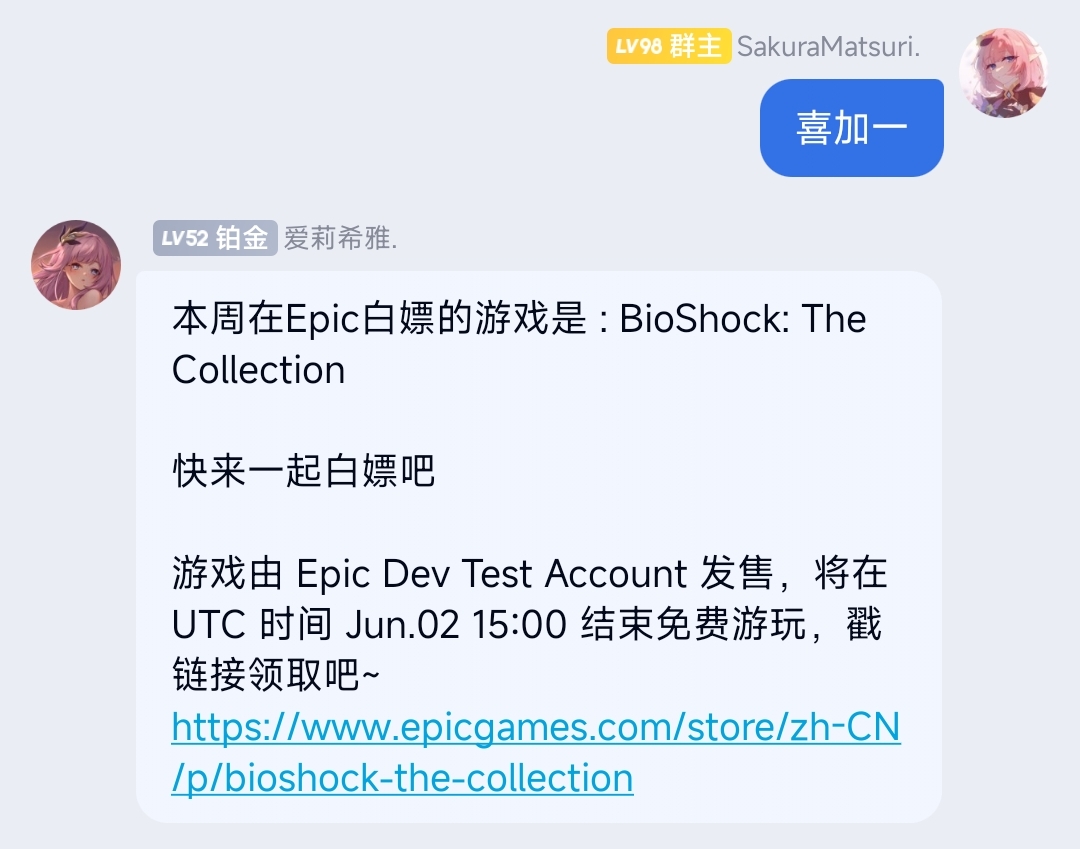 LV98 群主 SakuraMatsuri.
喜加一
LV52 铂金 爱莉希雅.
本周在Epic白嫖的游戏是 : BioShock: The
Collection
快来一起白嫖吧
游戏由 Epic Dev Test Account 发售，将在
UTC 时间 Jun.02 15:00 结束免费游玩，戳
链接领取吧~
https://www.epicgames.com/store/zh-CN
/p/bioshock-the-collection